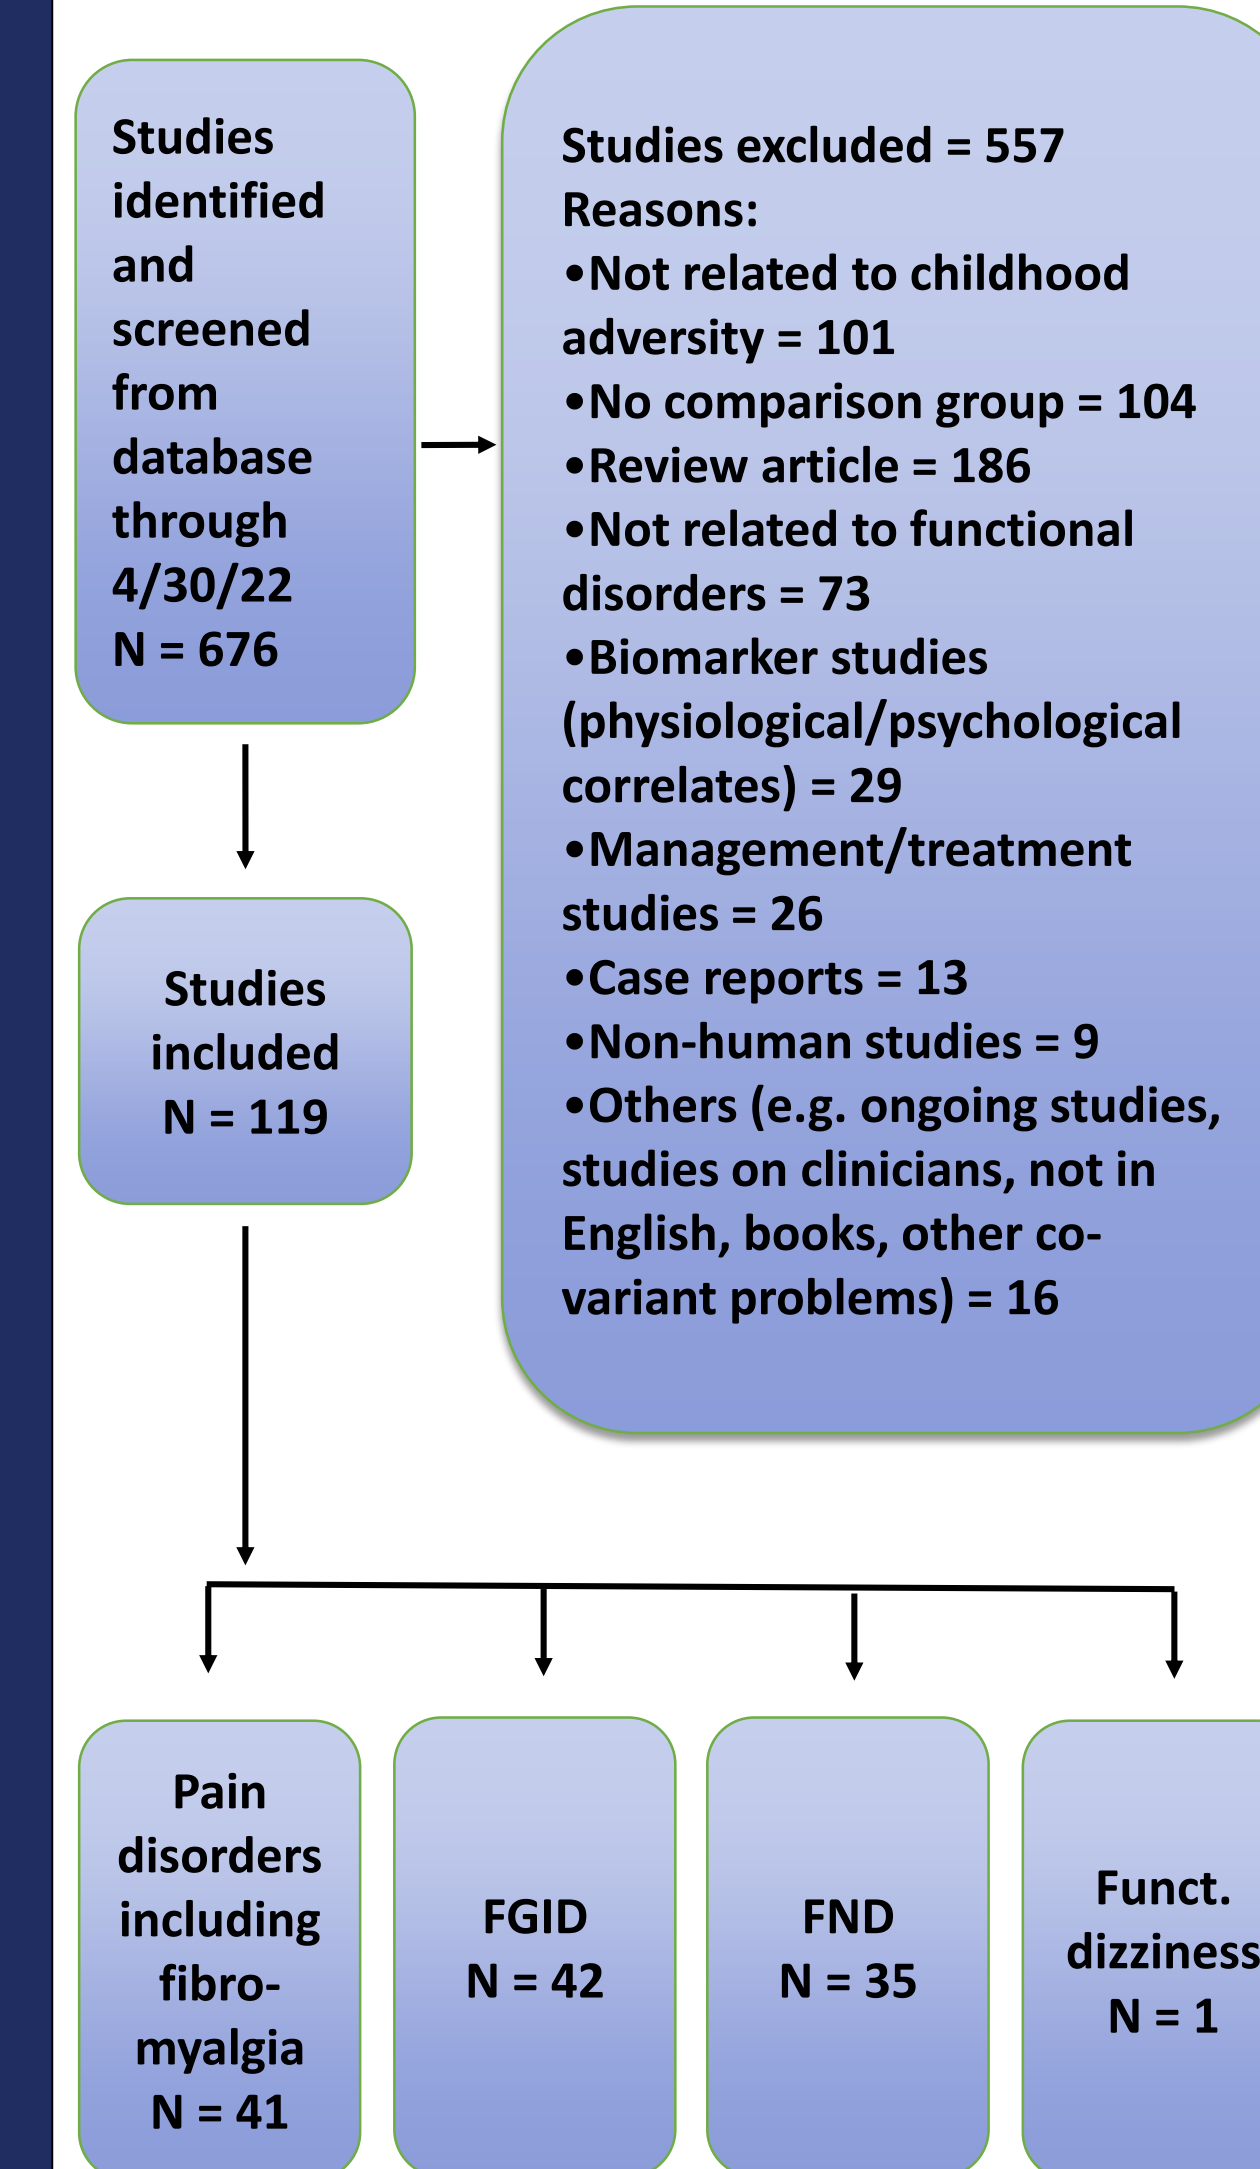 Studies
identified
and
screened
from
database
through
4/30/22
N = 676
Studies excluded = 557
Reasons:
•Not related to childhood
adversity = 101
•No comparison group = 104
•Review article = 186
•Not related to functional
disorders = 73
•Biomarker studies
(physiological/psychological
correlates) = 29
•Management/treatment
studies = 26
•Case reports = 13
•Non-human studies = 9
•Others (e.g. ongoing studies,
studies on clinicians, not in
English, books, other co-
variant problems) = 16
Studies
included
N = 119
Pain
disorders
including
fibro-
myalgia
N = 41
FGID
N = 42
FND
N = 35
Funct.
dizziness
N = 1